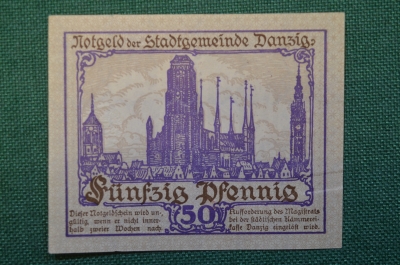 Notgeld der Stadtgemeinde Danzig.
Fünfzig Pfennig
50
Dieser Notgeldschein wird un-
gültig, wenn er nicht inner-
halb zweier Wochen nach
Aufforderung des Magistrats
bei der städtischen Kämmerei-
kasse Danzig eingelöst wird.